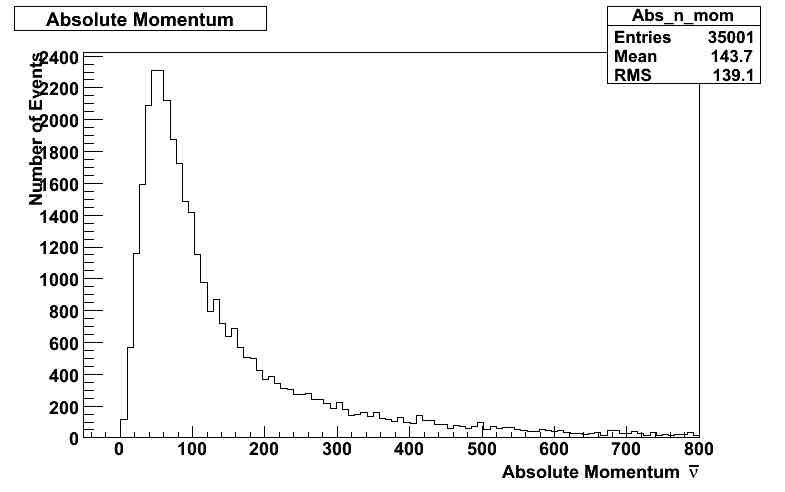 Absolute Momentum
Abs_n_mom
Entries 35001
Mean 143.7
RMS 139.1
Number of Events
2400
2200
2000
1800
1600
1400
1200
1000
800
600
400
200
0
0 100 200 300 400 500 600 700 800
Absolute Momentum ν̅